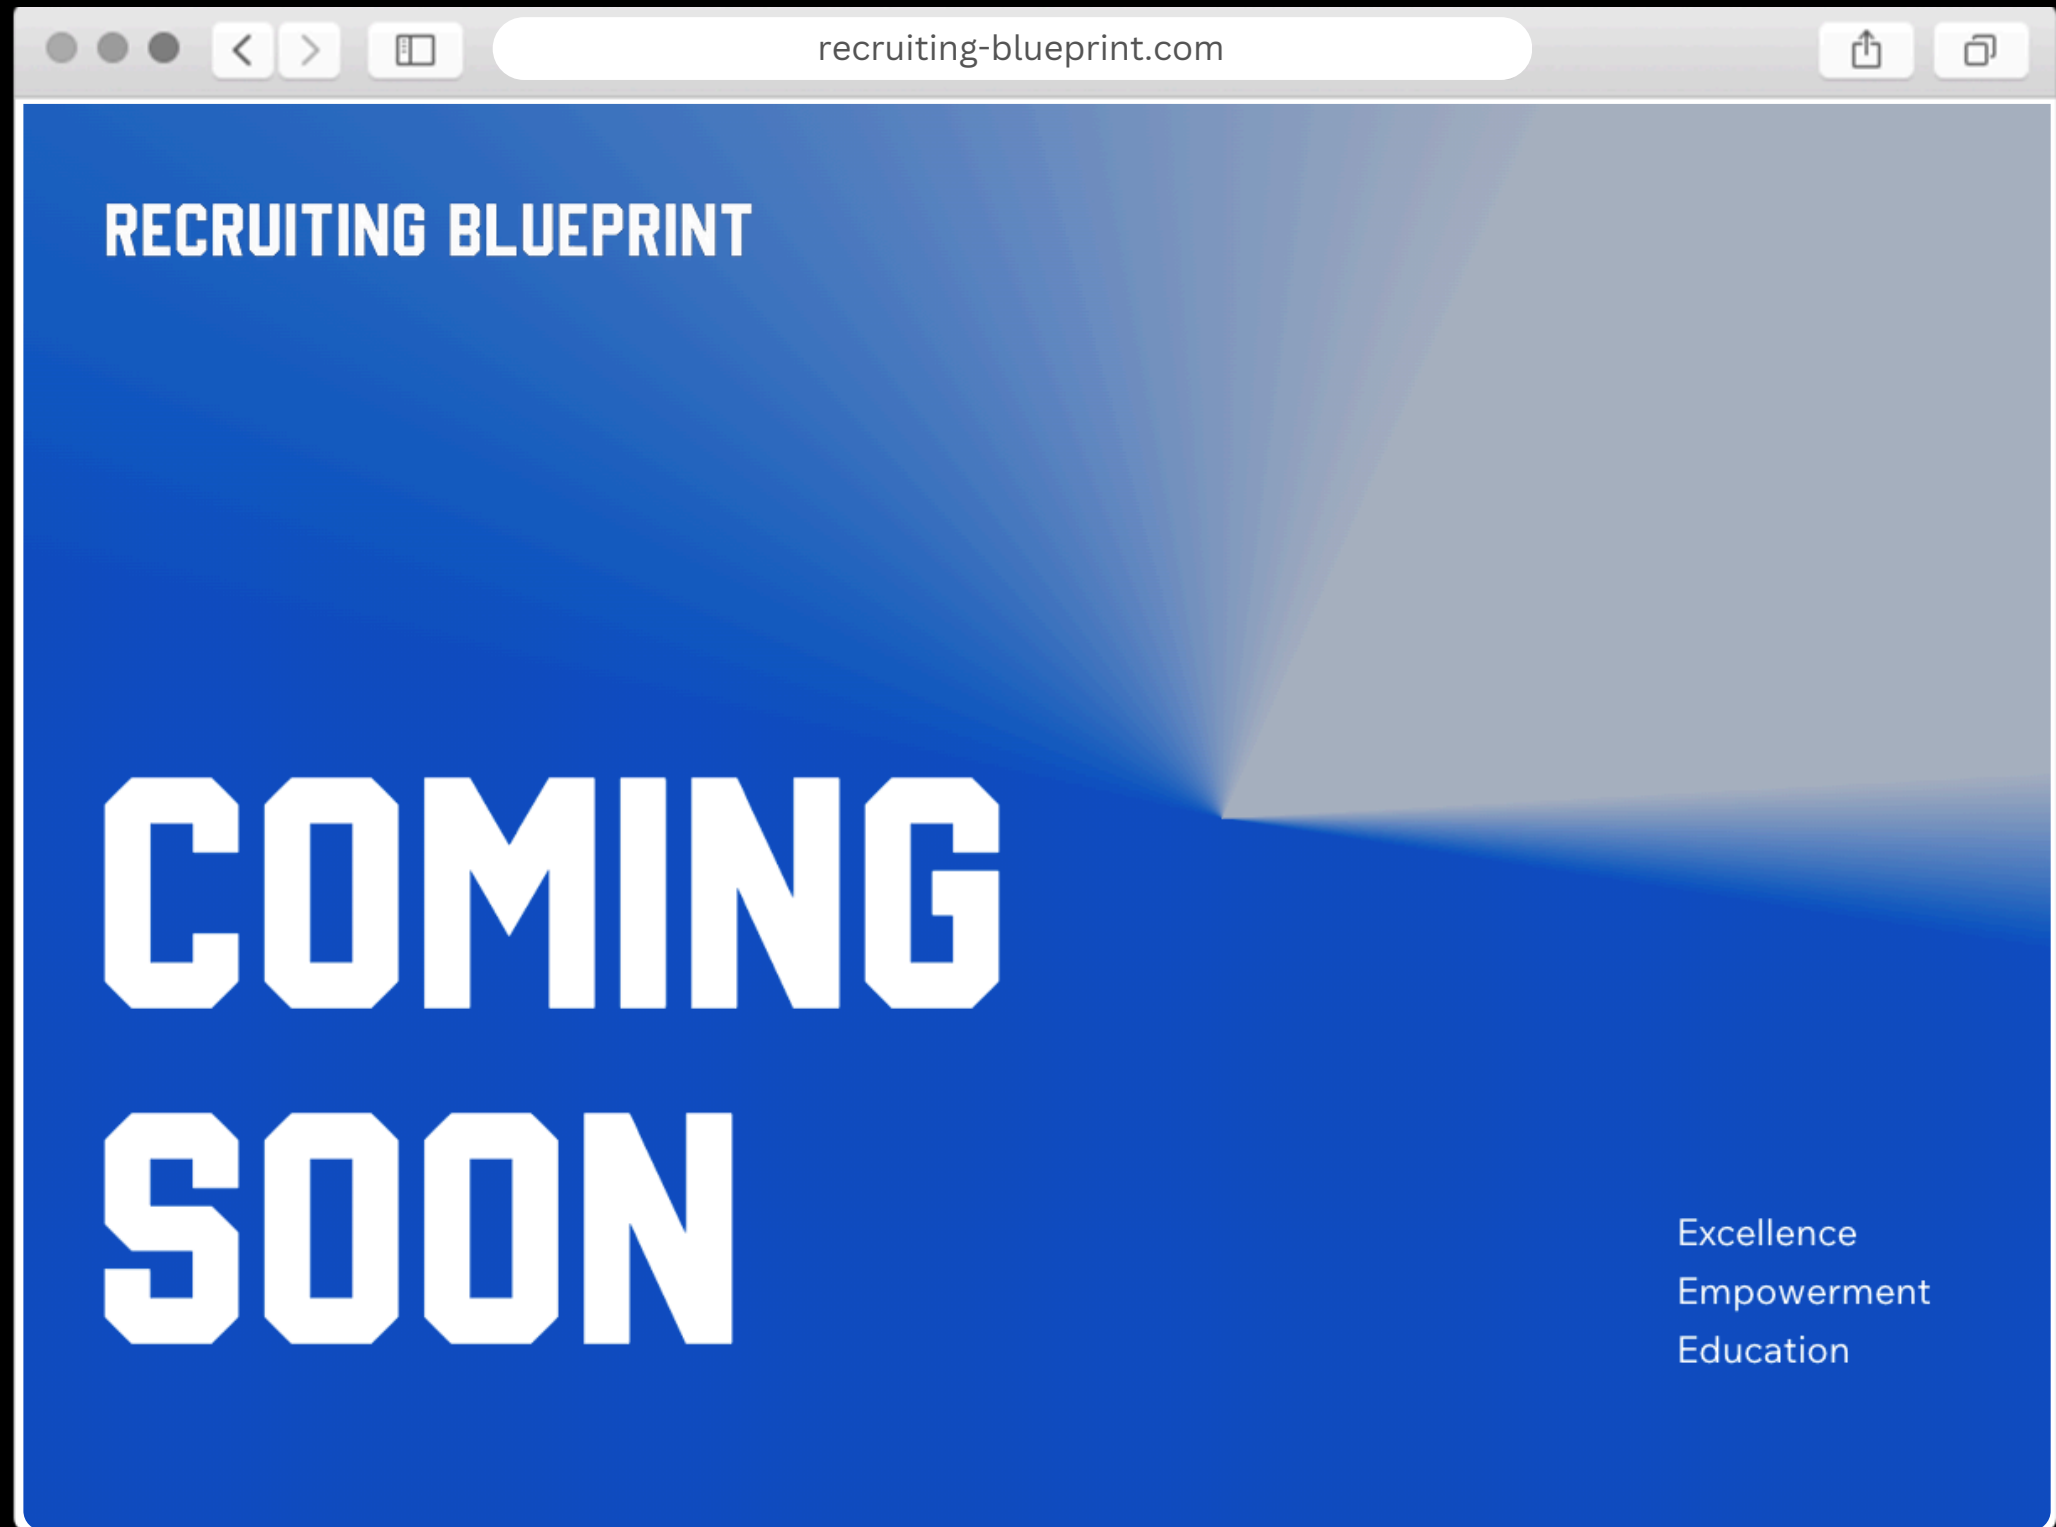 recruiting-blueprint.com
RECRUITING BLUEPRINT
COMING
SOON
Excellence
Empowerment
Education